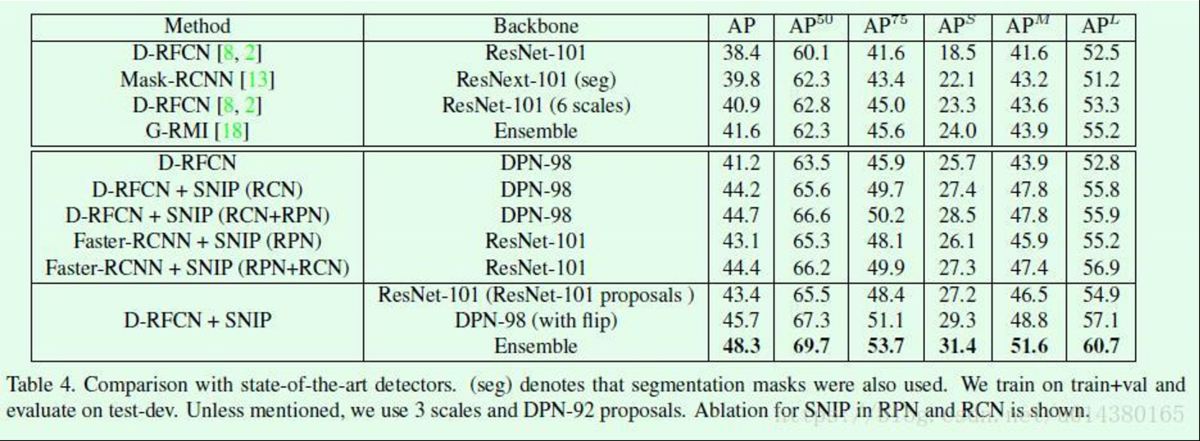 Method Backbone AP AP50 AP75 APS APM APL
D-RFCN [8, 2] ResNet-101 38.4 60.1 41.6 18.5 41.6 52.5
Mask-RCNN [13] ResNext-101 (seg) 39.8 62.3 43.4 22.1 43.2 51.2
D-RFCN [8, 2] ResNet-101 (6 scales) 40.9 62.8 45.0 23.3 43.6 53.3
G-RMI [18] Ensemble 41.6 62.3 45.6 24.0 43.9 55.2
D-RFCN DPN-98 41.2 63.5 45.9 25.7 43.9 52.8
D-RFCN + SNIP (RCN) DPN-98 44.2 65.6 49.7 27.4 47.8 55.8
D-RFCN + SNIP (RCN+RPN) DPN-98 44.7 66.6 50.2 28.5 47.8 55.9
Faster-RCNN + SNIP (RPN) ResNet-101 43.1 65.3 48.1 26.1 45.9 55.2
Faster-RCNN + SNIP (RPN+RCN) ResNet-101 44.4 66.2 49.9 27.3 47.4 56.9
ResNet-101 (ResNet-101 proposals ) 43.4 65.5 48.4 27.2 46.5 54.9
D-RFCN + SNIP DPN-98 (with flip) 45.7 67.3 51.1 29.3 48.8 57.1
Ensemble 48.3 69.7 53.7 31.4 51.6 60.7
Table 4. Comparison with state-of-the-art detectors. (seg) denotes that segmentation masks were also used. We train on train+val and
evaluate on test-dev. Unless mentioned, we use 3 scales and DPN-92 proposals. Ablation for SNIP in RPN and RCN is shown.